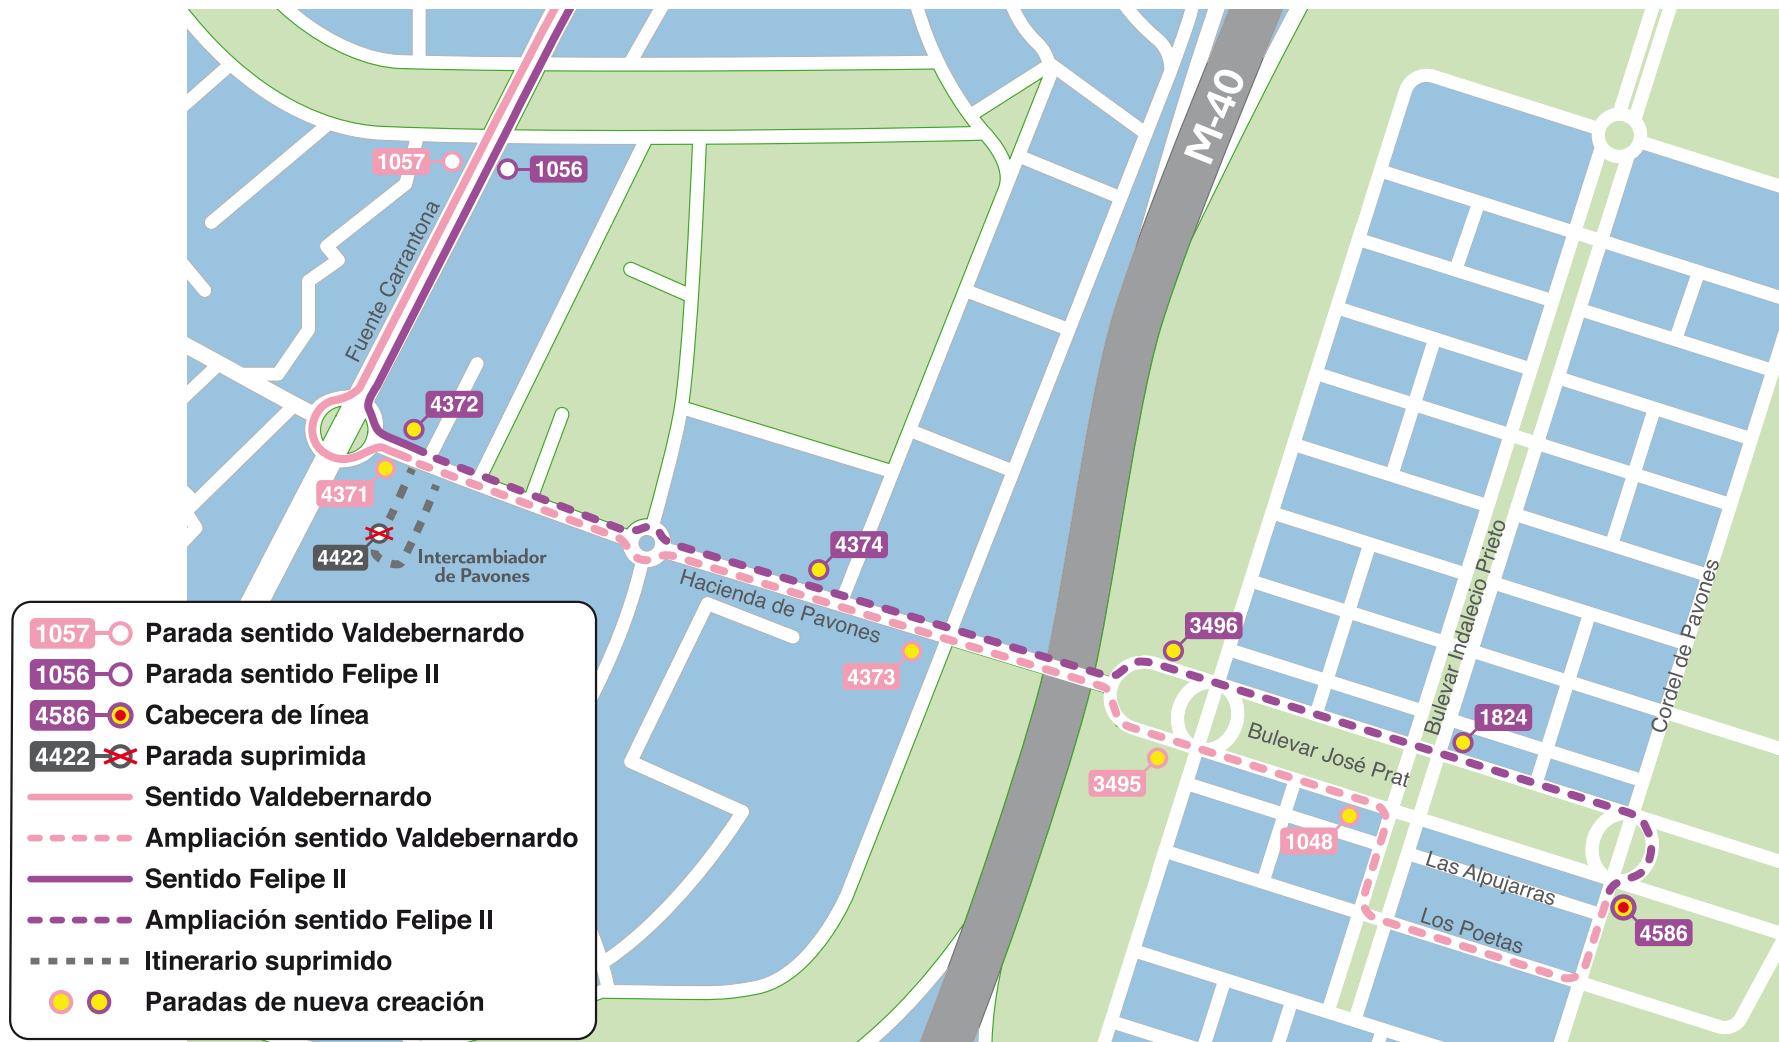 M-40
1057
1056
Fuente Carrantona
4372
4371
4422
Intercambiador
de Pavones
4374
Hacienda de Pavones
4373
3496
3495
Bulevar José Prat
Bulevar Indalecio Prieto
Cordel de Pavones
1824
1048
Las Alpujarras
Los Poetas
4586
1057 Parada sentido Valdebernardo
1056 Parada sentido Felipe II
4586 Cabecera de línea
4422 Parada suprimida
Sentido Valdebernardo
Ampliación sentido Valdebernardo
Sentido Felipe II
Ampliación sentido Felipe II
Itinerario suprimido
Paradas de nueva creación